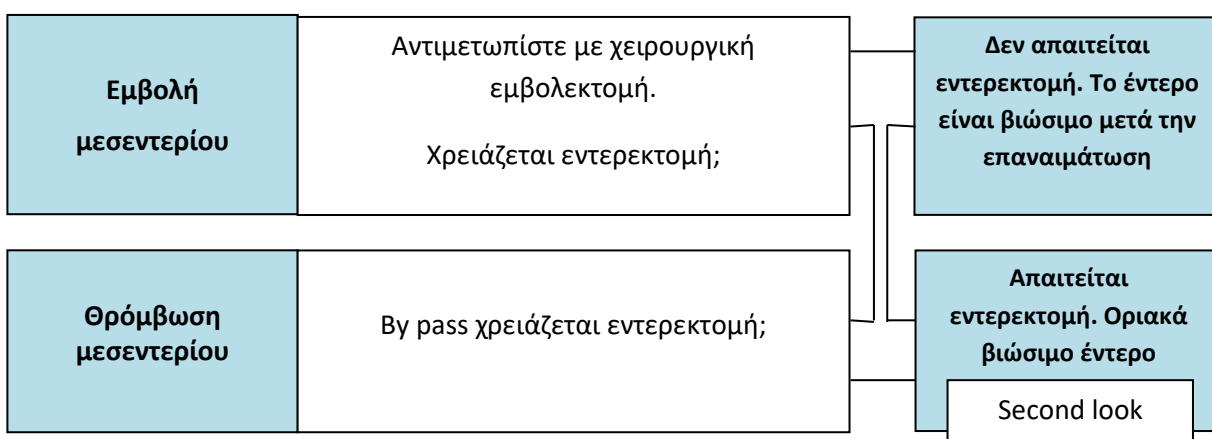 Εμβολή
μεσεντερίου
Αντιμετωπίστε με χειρουργική
εμβολεκτομή.
Χρειάζεται εντερεκτομή;
Δεν απαιτείται
εντερεκτομή. Το έντερο
είναι βιώσιμο μετά την
επαναιμάτωση
Θρόμβωση
μεσεντερίου
By pass χρειάζεται εντερεκτομή;
Απαιτείται
εντερεκτομή. Οριακά
βιώσιμο έντερο
Second look